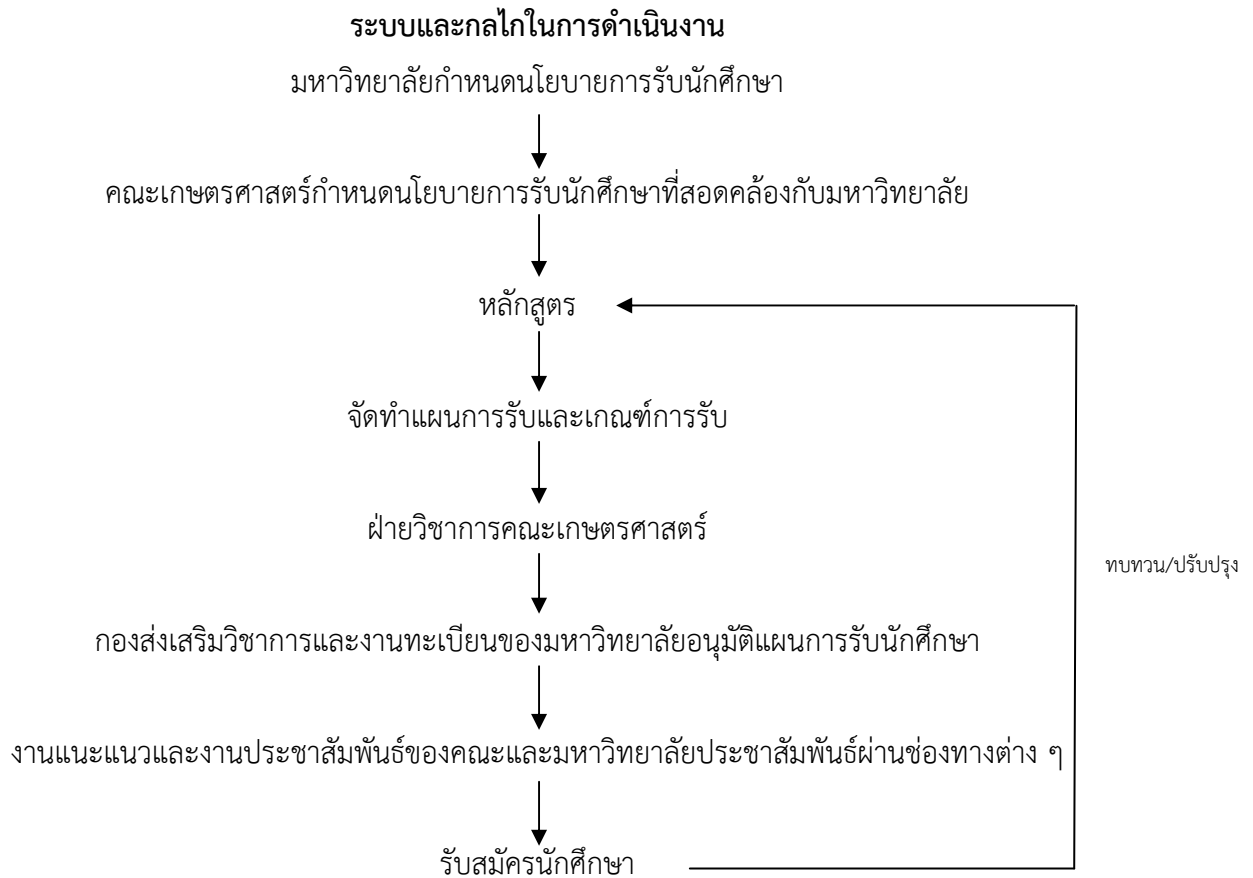 ระบบและกลไกในการดำเนินงาน
มหาวิทยาลัยกำหนดนโยบายการรับนักศึกษา
คณะเกษตรศาสตร์กำหนดนโยบายการรับนักศึกษาที่สอดคล้องกับมหาวิทยาลัย
หลักสูตร
จัดทำแผนการรับและเกณฑ์การรับ
ฝ่ายวิชาการคณะเกษตรศาสตร์
ทบทวน/ปรับปรุง
กองส่งเสริมวิชาการและงานทะเบียนของมหาวิทยาลัยอนุมัติแผนการรับนักศึกษา
งานแนะแนวและงานประชาสัมพันธ์ของคณะและมหาวิทยาลัยประชาสัมพันธ์ผ่านช่องทางต่าง ๆ
รับสมัครนักศึกษา